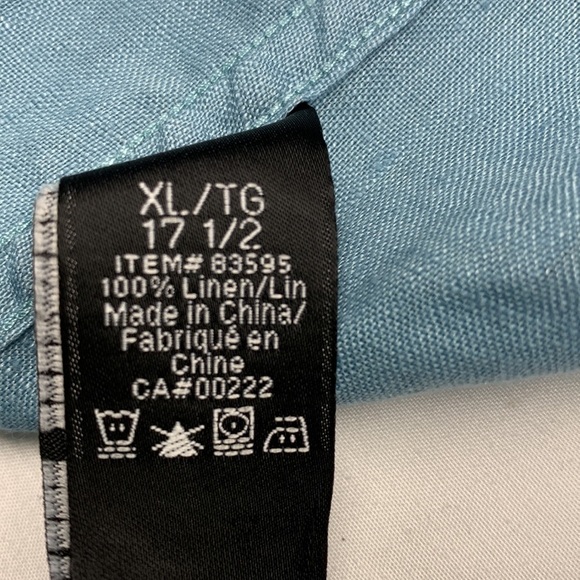 XL/TG
17 1/2
ITEM# 83595
100% Linen/Lin
Made in China/
Fabriqué en
Chine
CA#00222